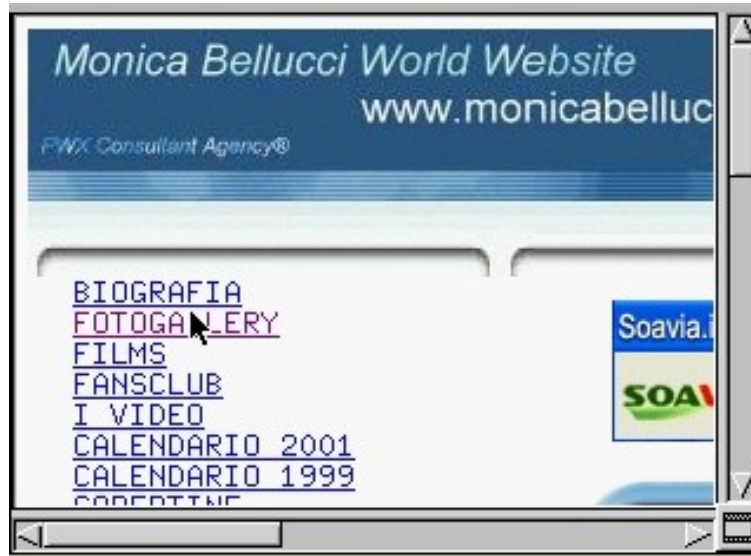 Monica Bellucci World Website
www.monicabelluc
PWX Consultant Agency®
BIOGRAFIA
FOTOGALLERY
FILMS
FANSCLUB
I VIDEO
CALENDARIO 2001
CALENDARIO 1999
Soavia.i
SOAV